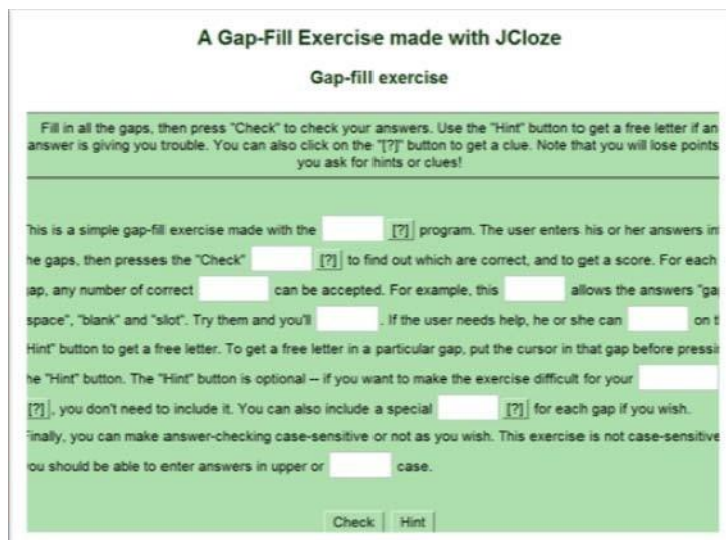 A Gap-Fill Exercise made with JCloze
Gap-fill exercise
Fill in all the gaps, then press "Check" to check your answers. Use the "Hint" button to get a free letter if an
answer is giving you trouble. You can also click on the "[?]" button to get a clue. Note that you will lose points
you ask for hints or clues!
This is a simple gap-fill exercise made with the [?] program. The user enters his or her answers in
he gaps, then presses the "Check" [?] to find out which are correct, and to get a score. For each
gap, any number of correct can be accepted. For example, this allows the answers "ga
space", "blank" and "slot". Try them and you'll . If the user needs help, he or she can on t
Hint" button to get a free letter. To get a free letter in a particular gap, put the cursor in that gap before pressi
he "Hint" button. The "Hint" button is optional -- if you want to make the exercise difficult for your
[?], you don't need to include it. You can also include a special [?] for each gap if you wish.
Finally, you can make answer-checking case-sensitive or not as you wish. This exercise is not case-sensitive
you should be able to enter answers in upper or case.
Check Hint